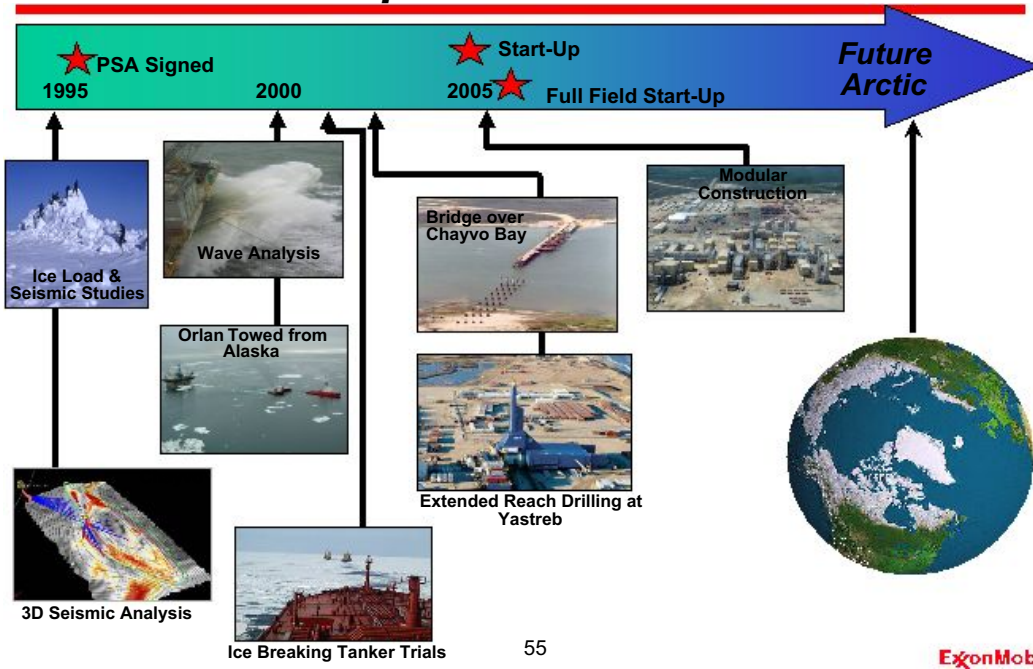 PSA Signed
Start-Up
Future
Arctic
1995
2000
2005
Full Field Start-Up
Ice Load &
Seismic Studies
Wave Analysis
Bridge over
Chayvo Bay
Modular
Construction
Orlan Towed from
Alaska
Extended Reach Drilling at
Yastreb
3D Seismic Analysis
Ice Breaking Tanker Trials
55
ExxonMob